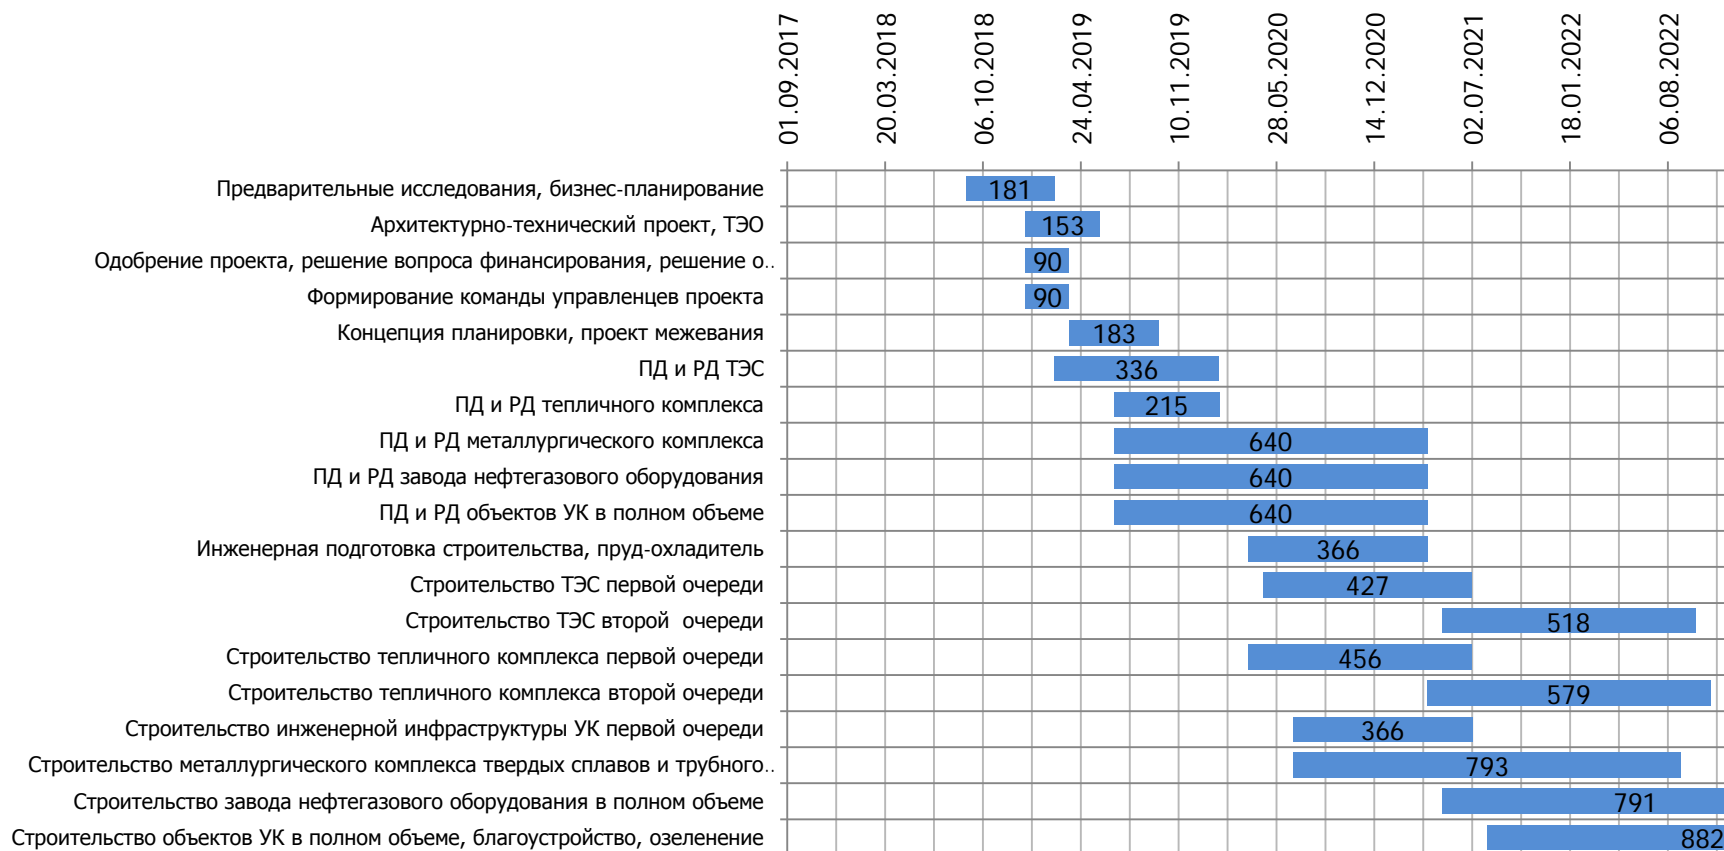 01.09.2017
20.03.2018
06.10.2018
24.04.2019
10.11.2019
28.05.2020
14.12.2020
02.07.2021
18.01.2022
06.08.2022
Предварительные исследования, бизнес-планирование 181
Архитектурно-технический проект, ТЭО 153
Одобрение проекта, решение вопроса финансирования, решение о.. 90
Формирование команды управленцев проекта 90
Концепция планировки, проект межевания 183
ПД и РД ТЭС 336
ПД и РД тепличного комплекса 215
ПД и РД металлургического комплекса 640
ПД и РД завода нефтегазового оборудования 640
ПД и РД объектов УК в полном объеме 640
Инженерная подготовка строительства, пруд-охладитель 366
Строительство ТЭС первой очереди 427
Строительство ТЭС второй  очереди 518
Строительство тепличного комплекса первой очереди 456
Строительство тепличного комплекса второй очереди 579
Строительство инженерной инфраструктуры УК первой очереди 366
Строительство металлургического комплекса твердых сплавов и трубного.. 793
Строительство завода нефтегазового оборудования в полном объеме 791
Строительство объектов УК в полном объеме, благоустройство, озеленение 882